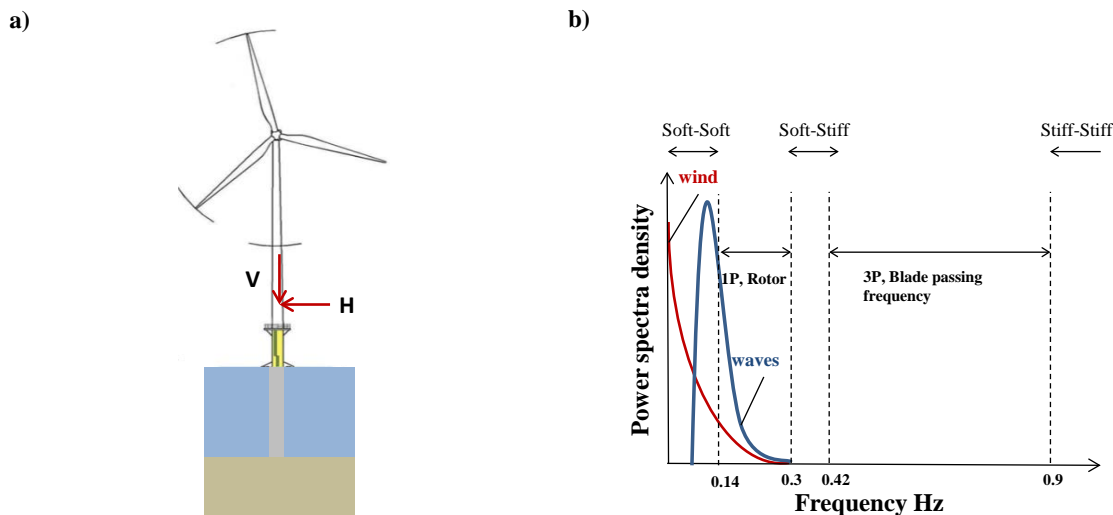 a)
V
H
b)
Soft-Soft
Soft-Stiff
Stiff-Stiff
wind
Power spectra density
1P, Rotor
3P, Blade passing
frequency
waves
0.14
0.3
0.42
0.9
Frequency Hz